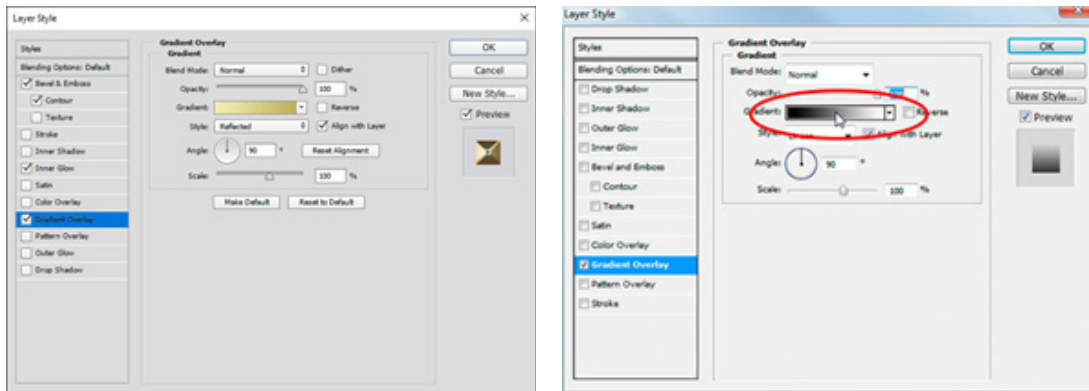 Layer Style
Styles
Blending Options: Default
Bevel & Emboss
Contour
Texture
Stroke
Inner Shadow
Inner Glow
Satin
Color Overlay
Gradient Overlay
Pattern Overlay
Outer Glow
Drop Shadow
Gradient Overlay
Gradient
Blend Mode: Normal
Dither
Opacity: 100 %
Gradient:
Reverse
Style: Reflected
Align with Layer
Angle: 90 °
Reset Alignment
Scale: 100 %
Make Default
Reset to Default
OK
Cancel
New Style...
Preview
Layer Style
Styles
Blending Options: Default
Drop Shadow
Inner Shadow
Outer Glow
Inner Glow
Bevel and Emboss
Contour
Texture
Satin
Color Overlay
Gradient Overlay
Pattern Overlay
Stroke
Gradient Overlay
Gradient
Blend Mode: Normal
Opacity: %
Gradient:
Reverse
Style:
Align with Layer
Angle: 90 °
Scale: 100 %
OK
Cancel
New Style...
Preview